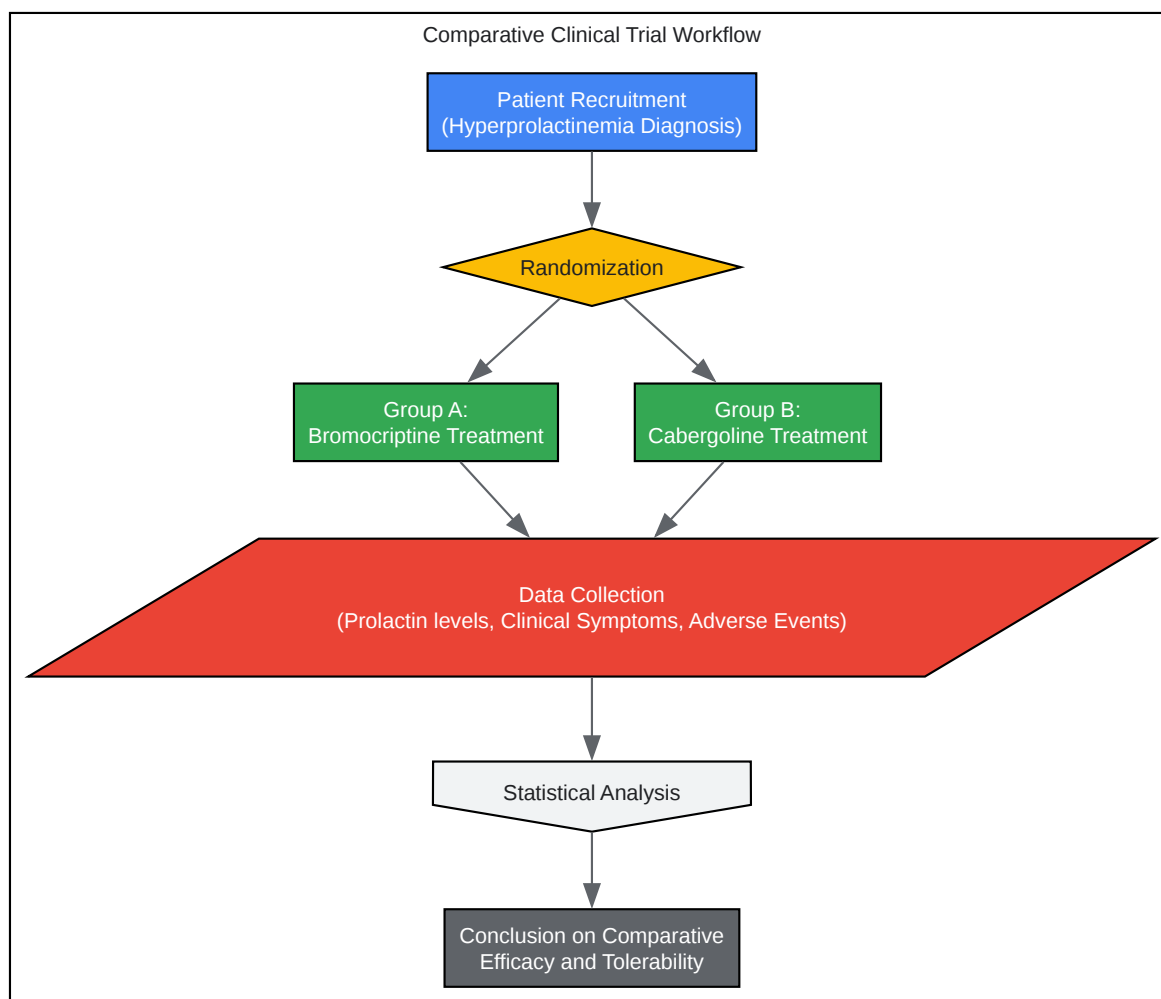 Comparative Clinical Trial Workflow
Patient Recruitment
(Hyperprolactinemia Diagnosis)
Randomization
Group A:
Bromocriptine Treatment
Group B:
Cabergoline Treatment
Data Collection
(Prolactin levels, Clinical Symptoms, Adverse Events)
Statistical Analysis
Conclusion on Comparative
Efficacy and Tolerability